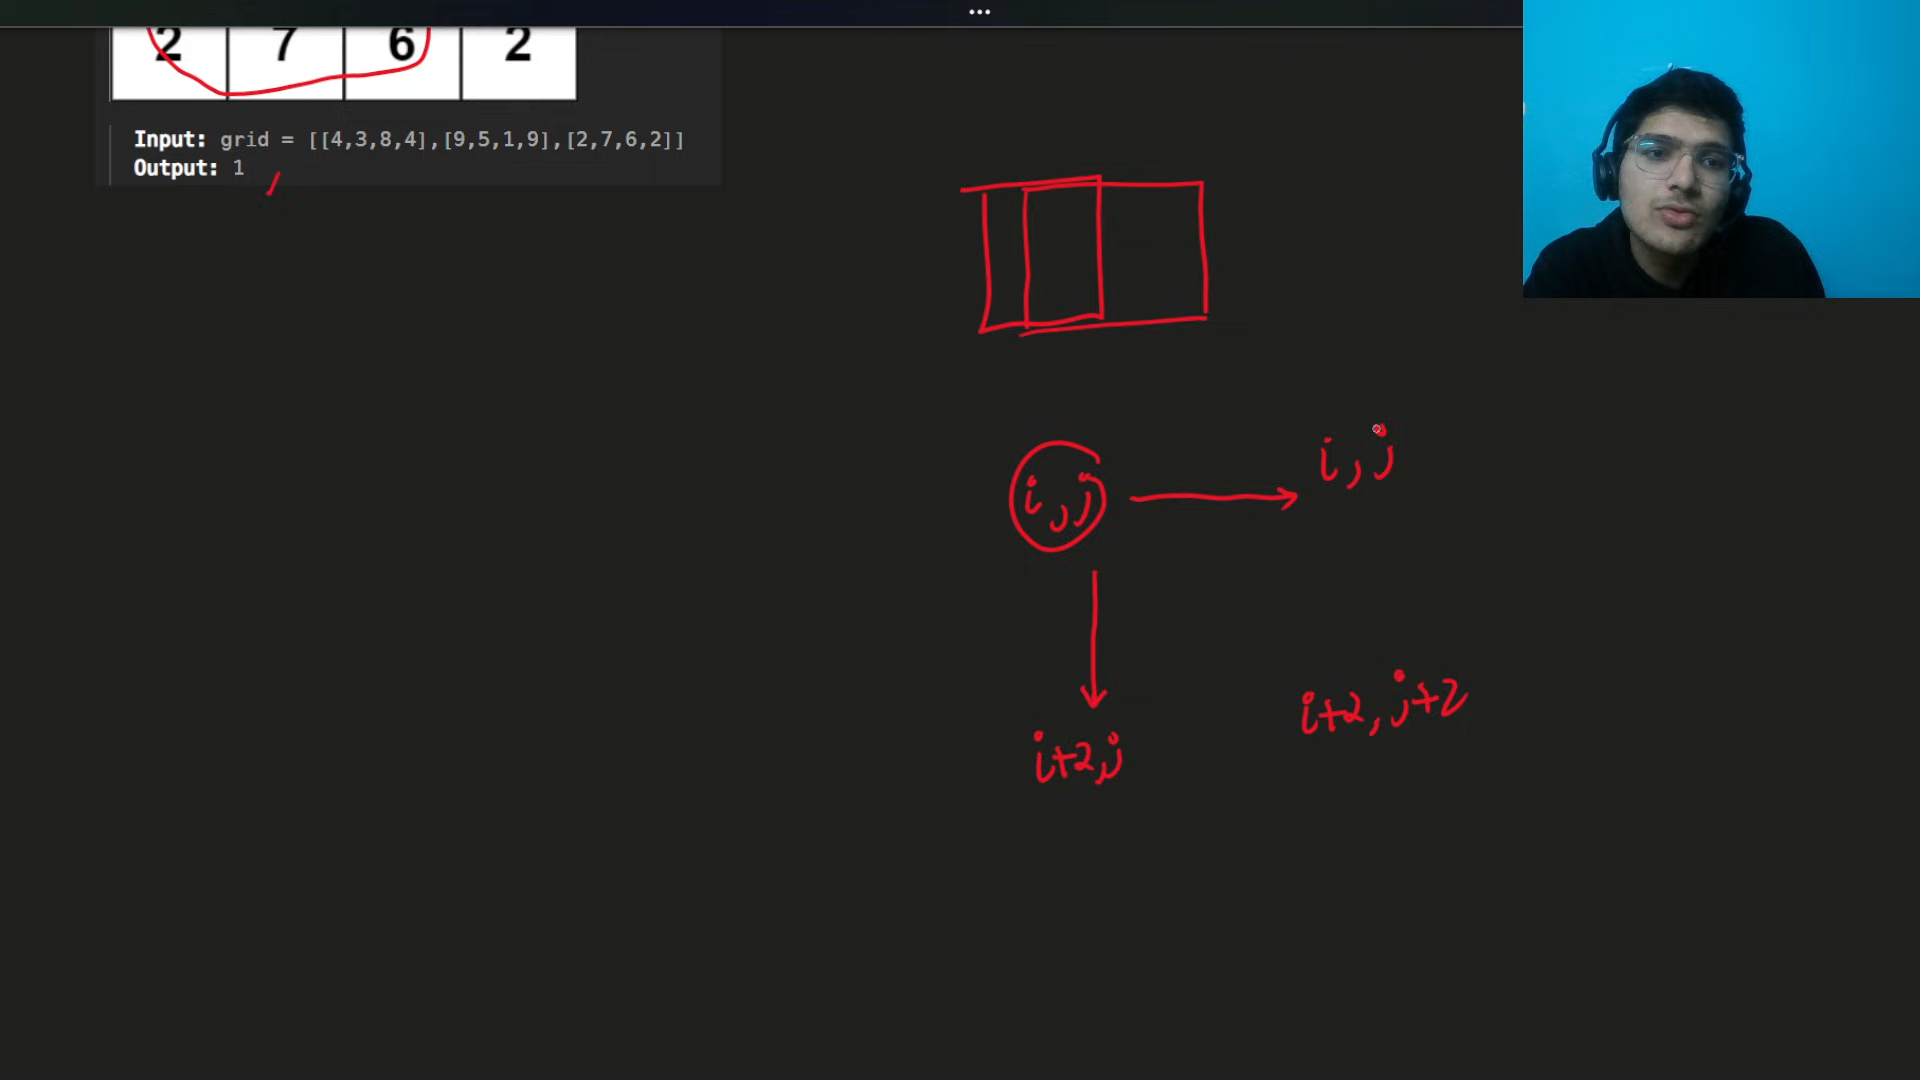 2 7 6 2
Input: grid = [[4,3,8,4],[9,5,1,9],[2,7,6,2]]
Output: 1
i,j
i,j
i+2,j+2
i+2,j